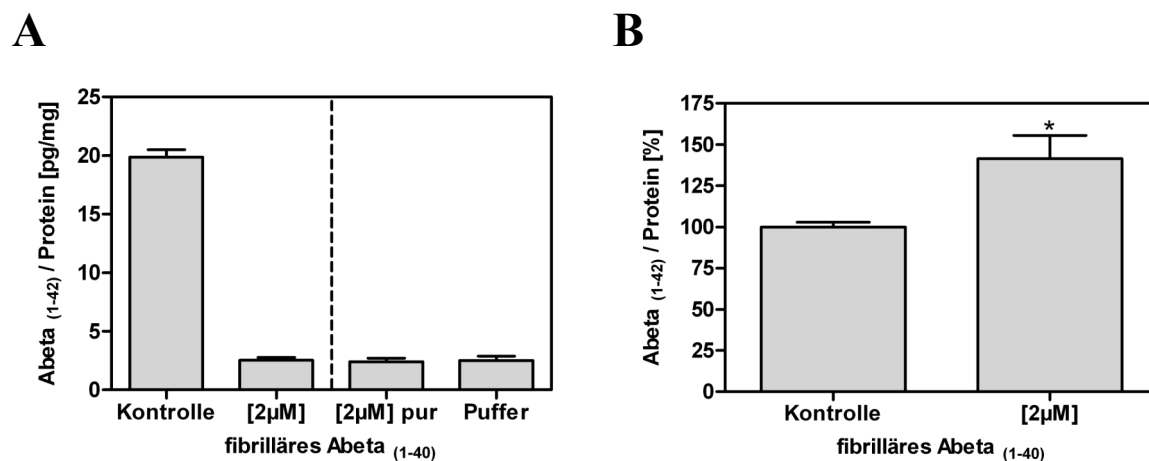 A
Abeta (1-42) / Protein [pg/mg]
25
20
15
10
5
0
Kontrolle [2µM] [2µM] pur Puffer
fibrilläres Abeta (1-40)
B
Abeta (1-42) / Protein [%]
175
150
125
100
75
50
25
0
*
Kontrolle [2µM]
fibrilläres Abeta (1-40)